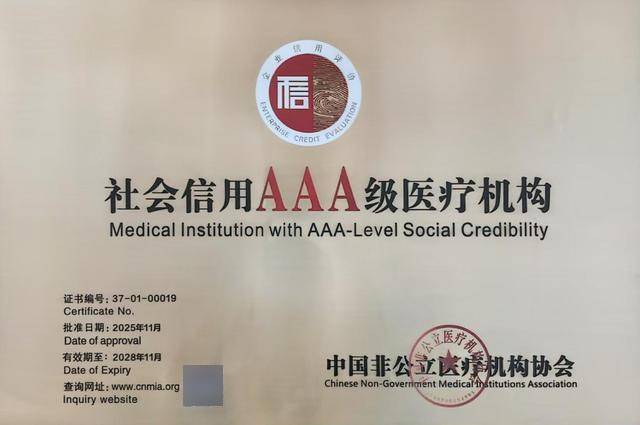 企业信用评价
信
ENTERPRISE CREDIT EVALUATION
社会信用AAA级医疗机构
Medical Institution with AAA-Level Social Credibility
证书编号: 37-01-00019
Certificate No.
批准日期: 2025年11月
Date of approval
有效期至: 2028年11月
Date of Expiry
查询网址: www.cnmia.org
Inquiry website
中国非公立医疗机构协会
Chinese Non-Government Medical Institutions Association